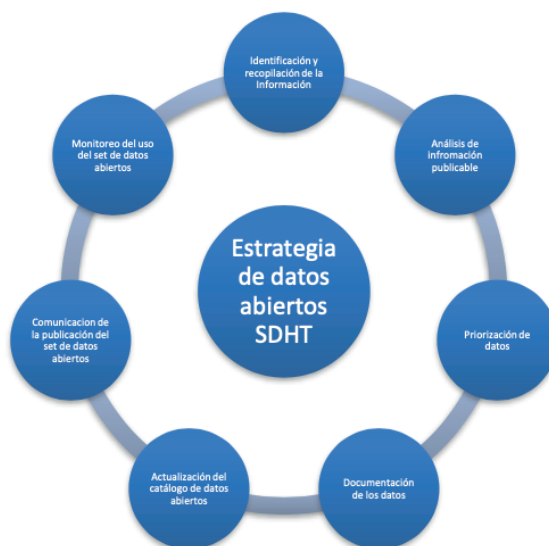 Identificación y
recopilación de la
Información
Análisis de
infromación
publicable
Priorización de
datos
Documentación
de los datos
Actualización del
catálogo de datos
abiertos
Comunicacion de
la publicación del
set de datos
abiertos
Monitoreo del uso
del set de datos
abiertos
Estrategia
de datos
abiertos
SDHT